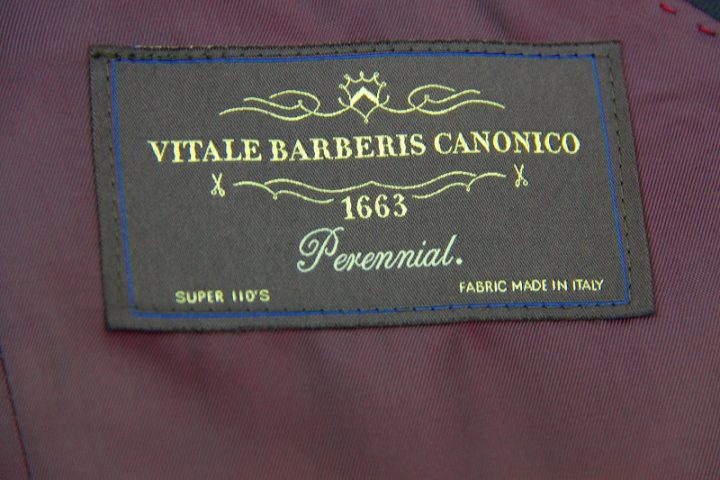 VITALE BARBERIS CANONICO
1663
Perennial.
SUPER 110'S
FABRIC MADE IN ITALY